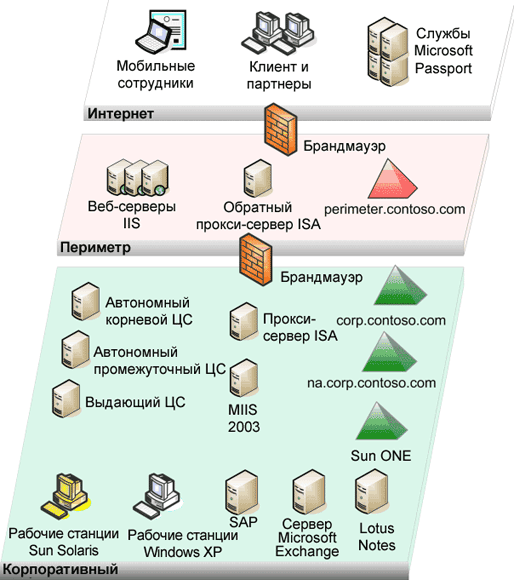 Мобильные
сотрудники
Клиент и
партнеры
Службы
Microsoft
Passport
Интернет
Брандмауэр
Веб-серверы
IIS
Обратный
прокси-сервер ISA
perimeter.contoso.com
Периметр
Брандмауэр
Автономный
корневой ЦС
Прокси-
сервер ISA
corp.contoso.com
Автономный
промежуточный ЦС
na.corp.contoso.com
Выдающий ЦС
MIIS
2003
Sun ONE
Рабочие станции
Sun Solaris
Рабочие станции
Windows XP
SAP
Сервер
Microsoft
Exchange
Lotus
Notes
Корпоративный